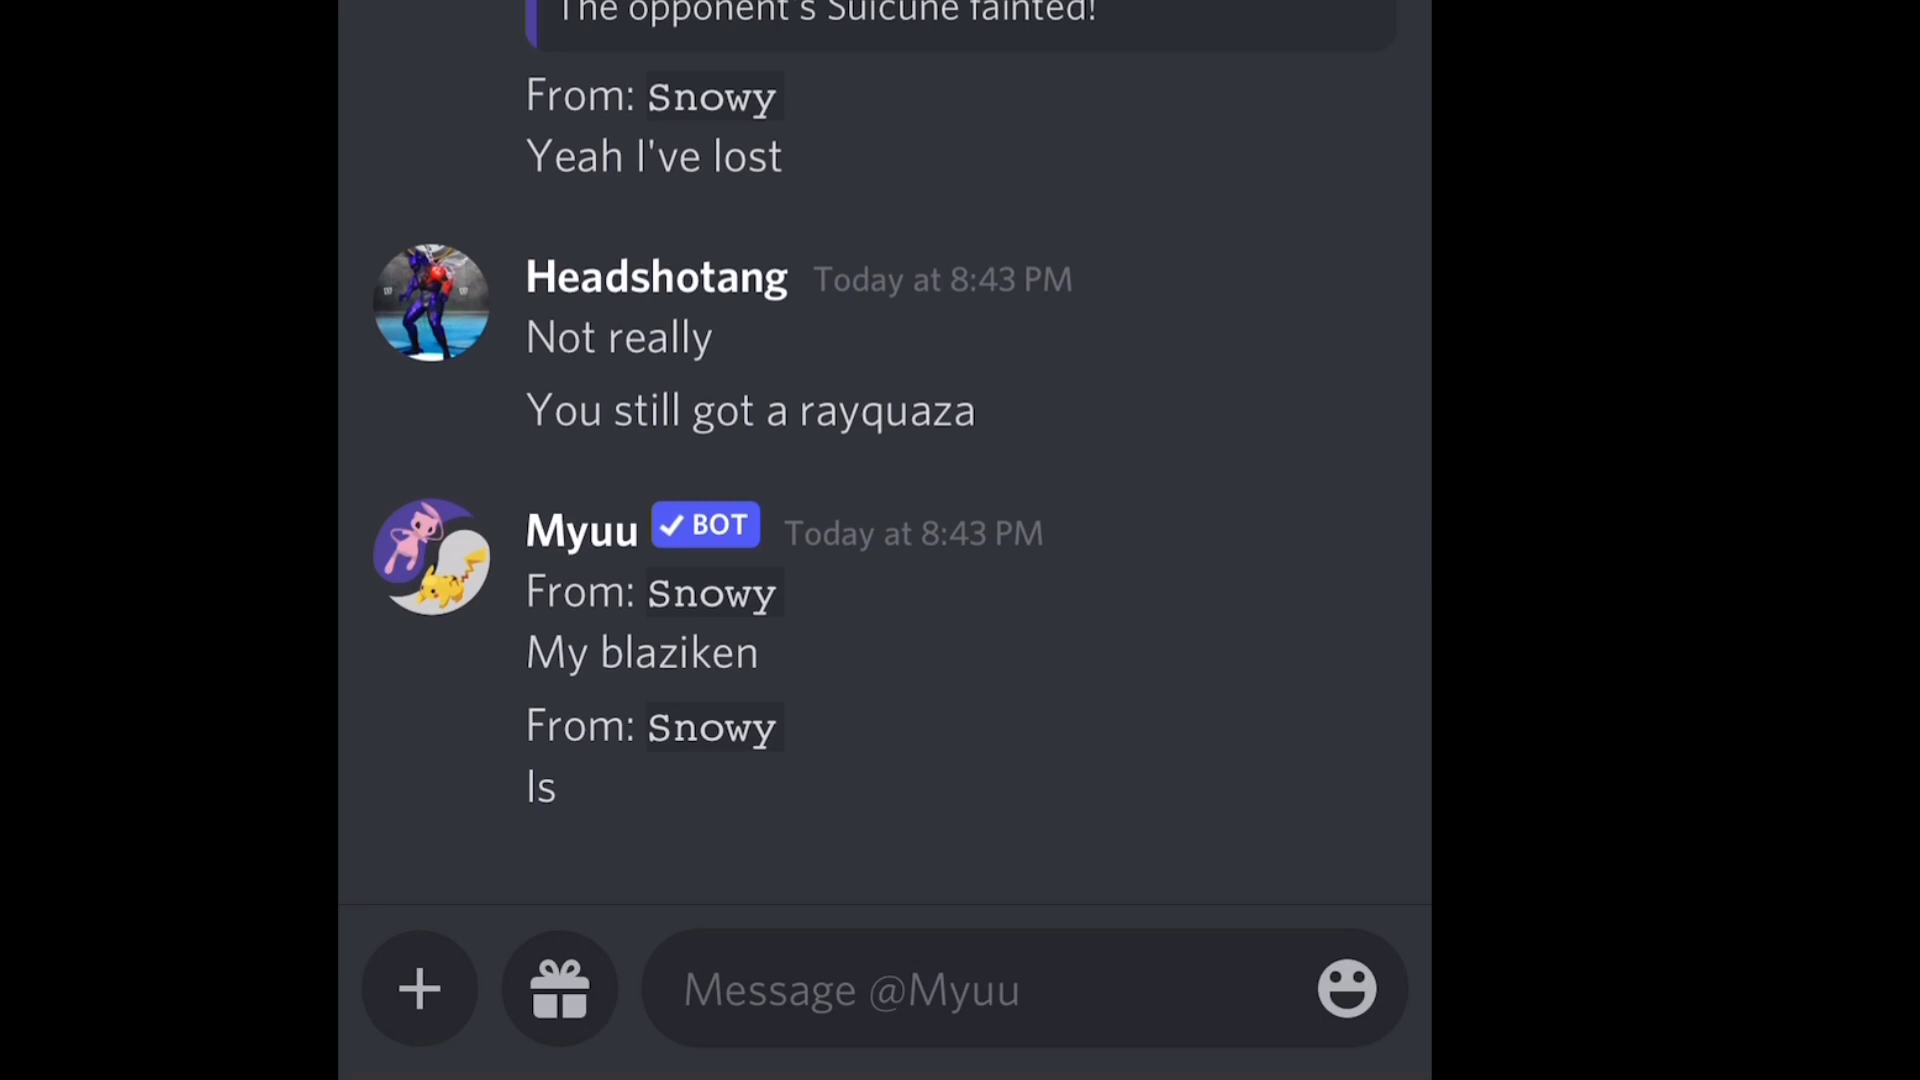 The opponent's Suicune fainted!
From: Snowy
Yeah I've lost
Headshotang Today at 8:43 PM
Not really
You still got a rayquaza
Myuu BOT Today at 8:43 PM
From: Snowy
My blaziken
From: Snowy
Is
Message @Myuu